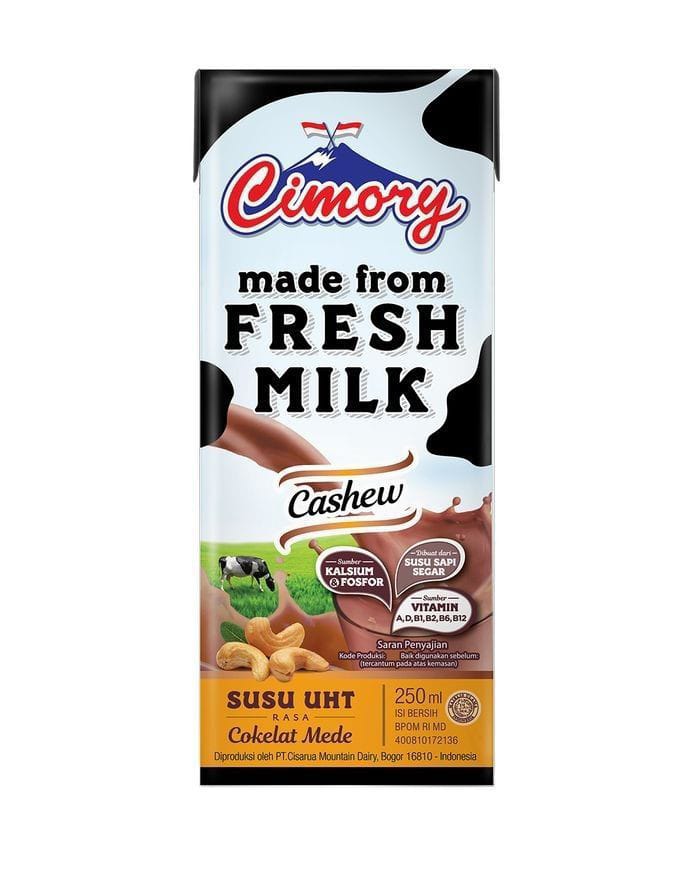 Cimory
made from
FRESH
MILK
Cashew
Sumber
KALSIUM
& FOSFOR
Dibuat dari
SUSU SAPI
SEGAR
Sumber
VITAMIN
A,D,B1,B2,B6,B12
Saran Penyajian
Kode Produksi: Baik digunakan sebelum:
(tercantum pada atas kemasan)
SUSU UHT
RASA
Cokelat Mede
250 ml
ISI BERSIH
BPOM RI MD
400810172136
Diproduksi oleh PT.Cisarua Mountain Dairy, Bogor 16810 - Indonesia